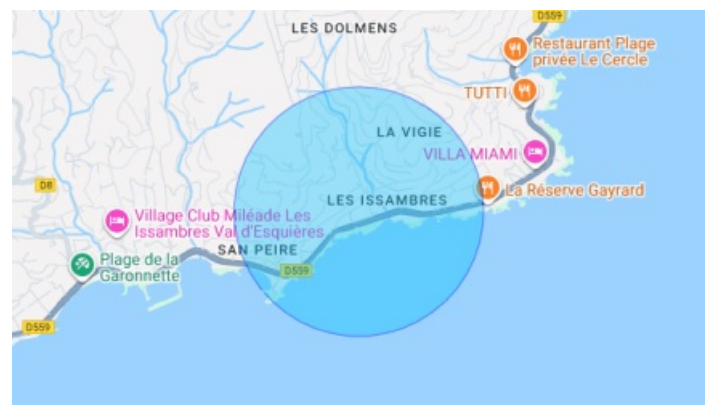 D559
LES DOLMENS
Restaurant Plage
privée Le Cercle
TUTTI
LA VIGIE
VILLA MIAMI
D8
La Réserve Gayrard
LES ISSAMBRES
Village Club Miléade Les
Issambres Val d'Esquières
SAN PEIRE
Plage de la
Garonnette
D559
D559